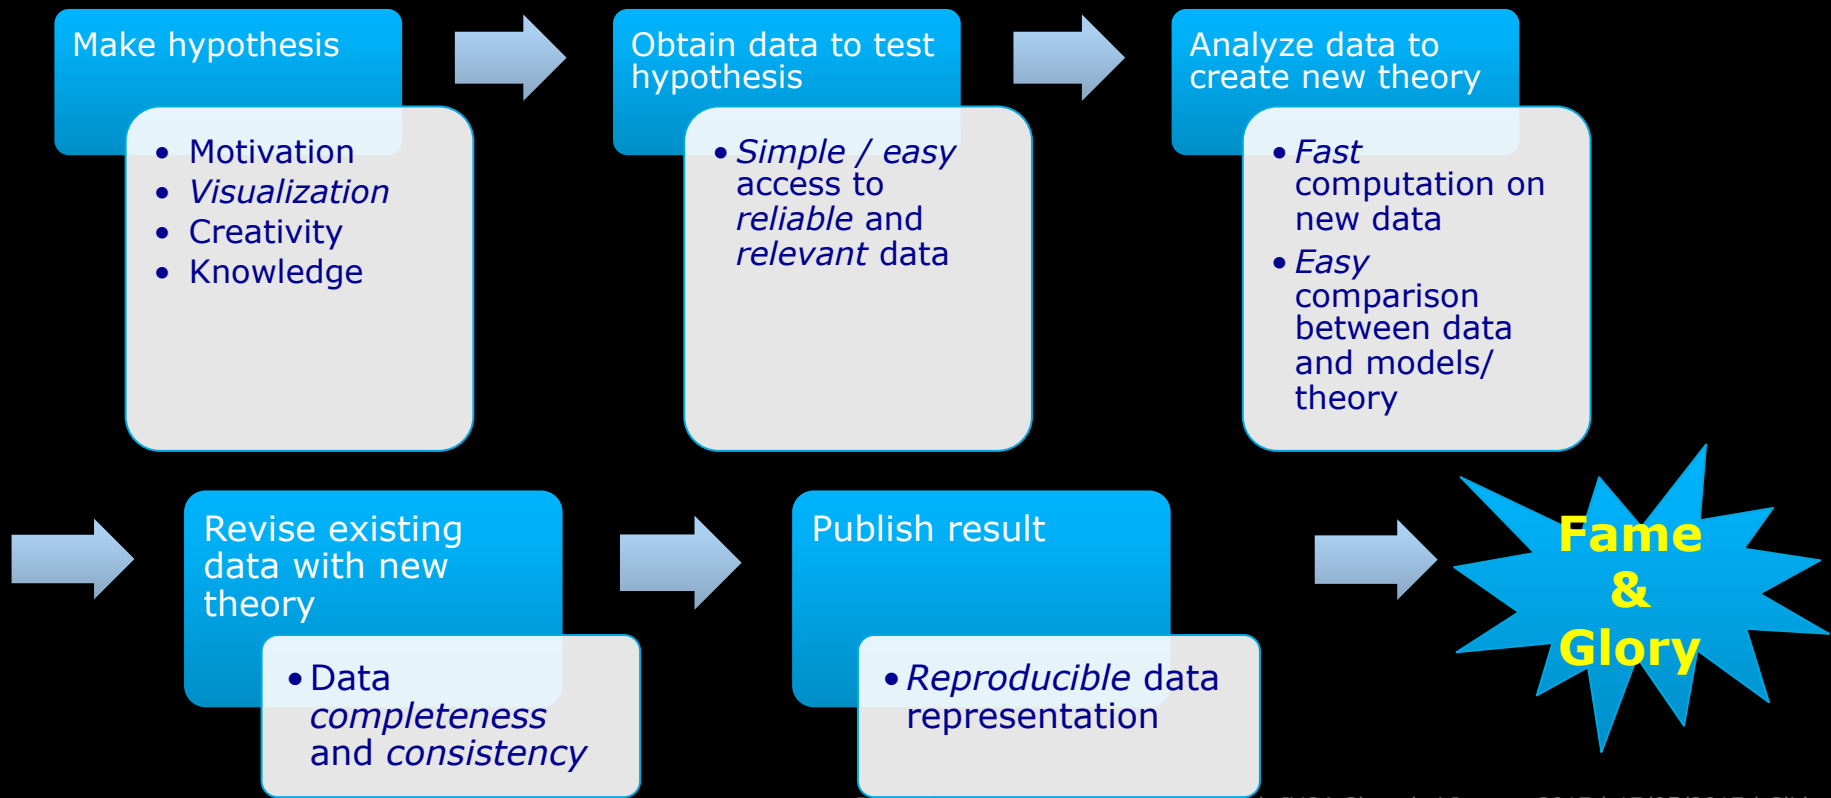 Make hypothesis
• Motivation
• Visualization
• Creativity
• Knowledge
Obtain data to test
hypothesis
• Simple / easy
access to
reliable and
relevant data
Analyze data to
create new theory
• Fast
computation on
new data
• Easy
comparison
between data
and models/
theory
Revise existing
data with new
theory
• Data
completeness
and consistency
Publish result
• Reproducible data
representation
Fame
&
Glory